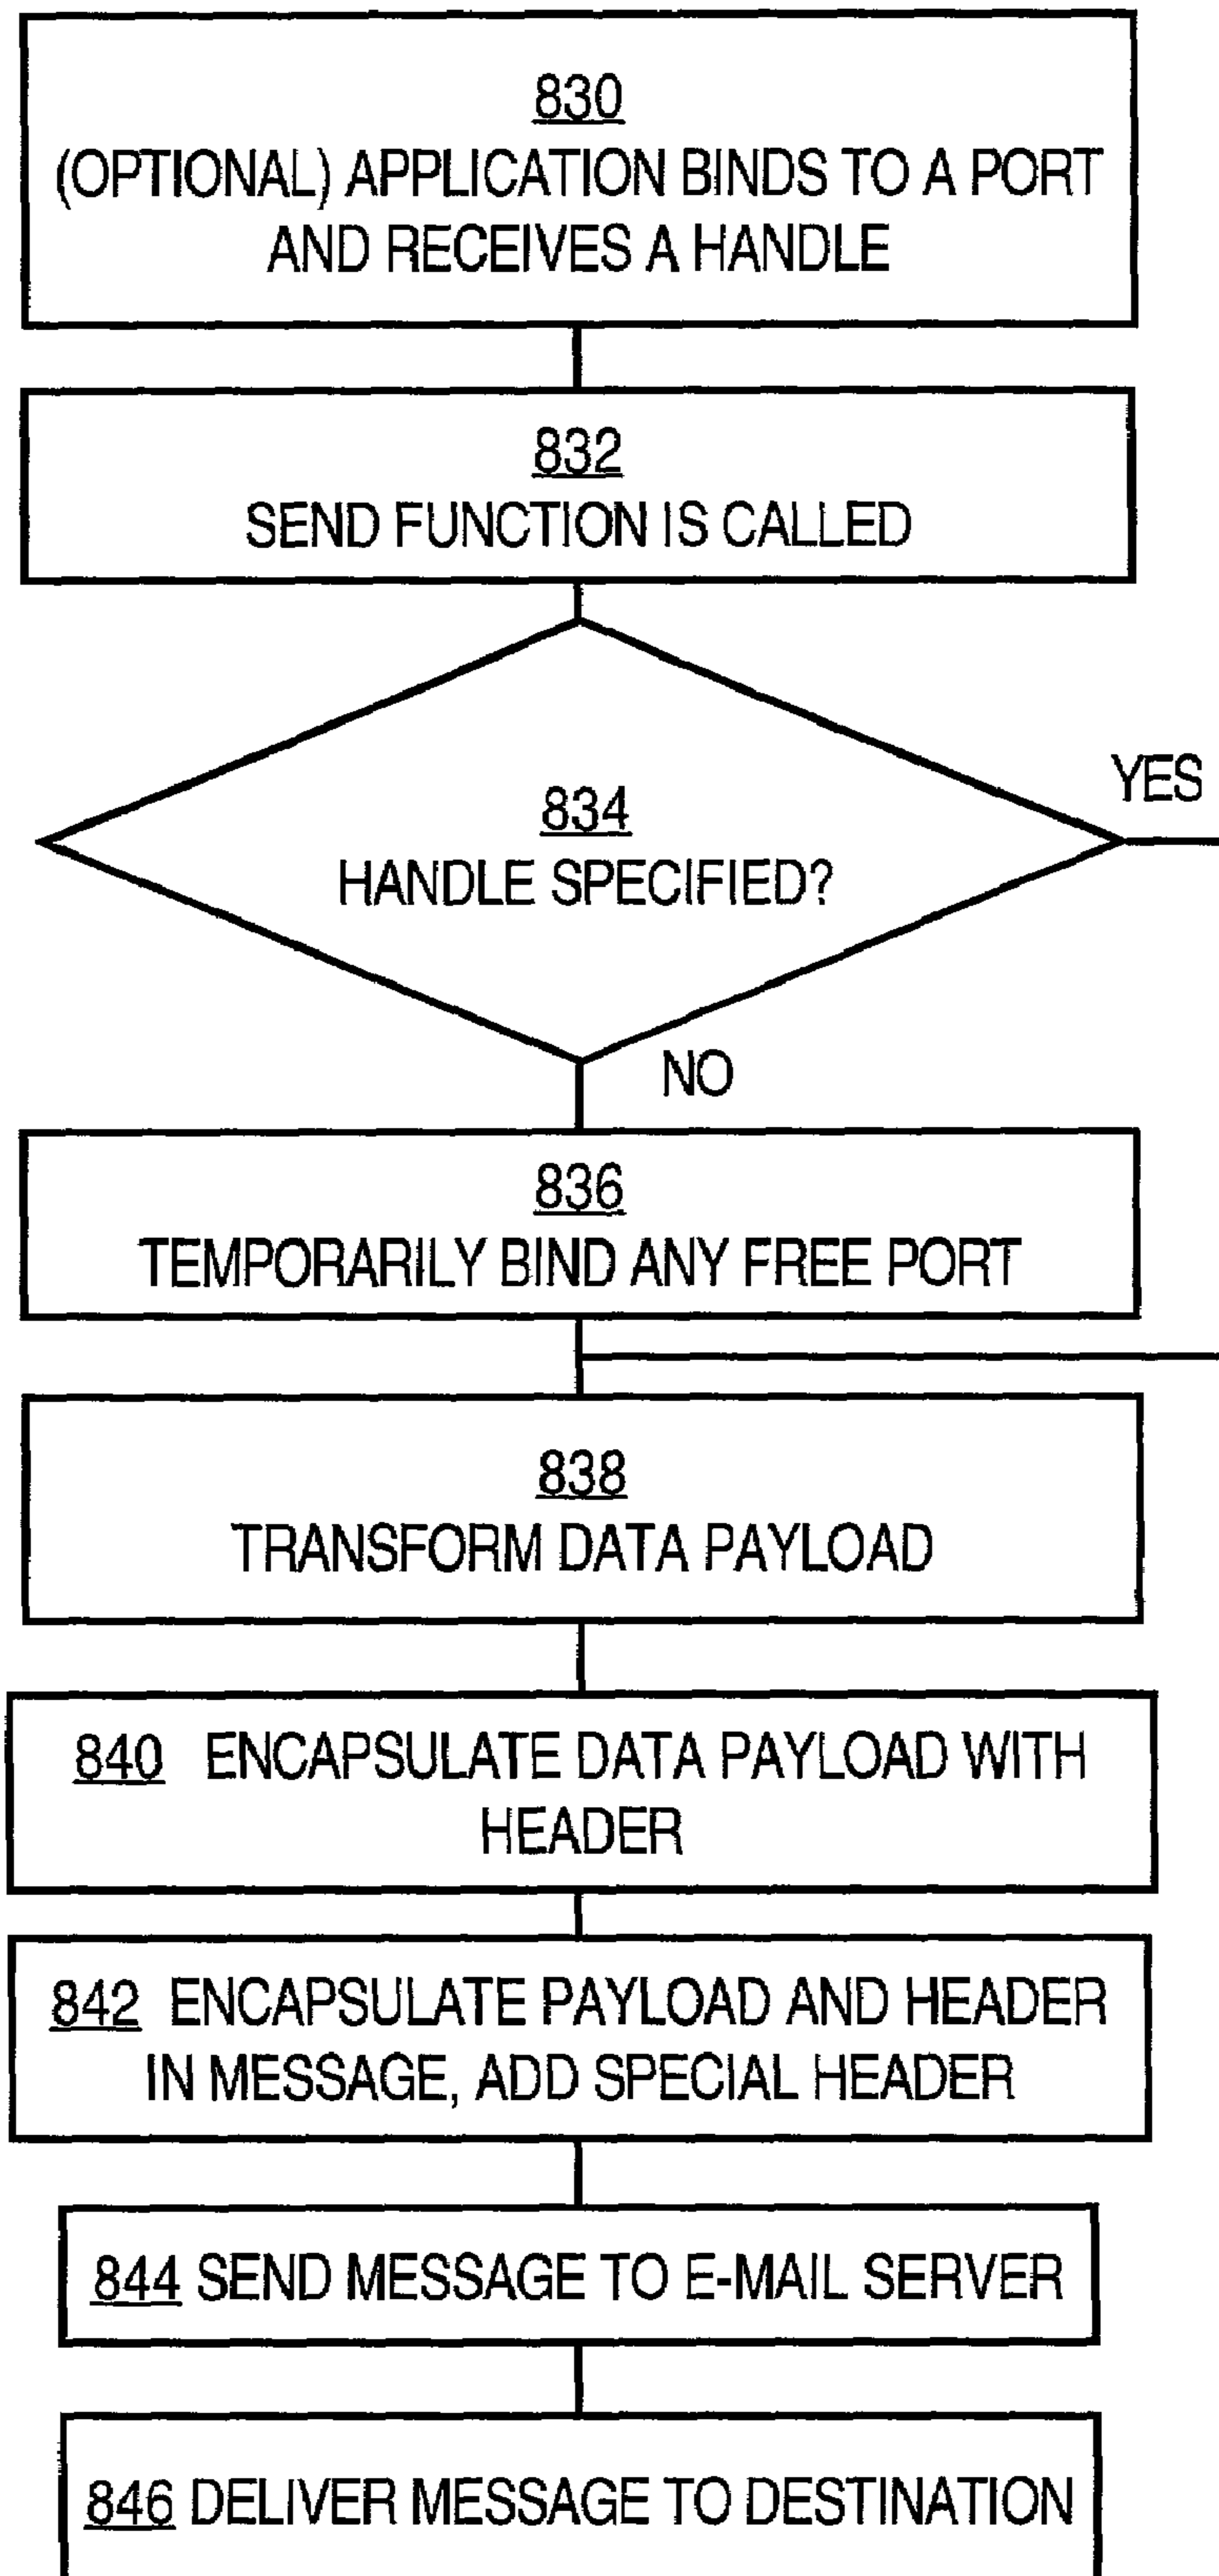 830
(OPTIONAL) APPLICATION BINDS TO A PORT
AND RECEIVES A HANDLE
832
SEND FUNCTION IS CALLED
834
HANDLE SPECIFIED?
YES
NO
836
TEMPORARILY BIND ANY FREE PORT
838
TRANSFORM DATA PAYLOAD
840 ENCAPSULATE DATA PAYLOAD WITH
HEADER
842 ENCAPSULATE PAYLOAD AND HEADER
IN MESSAGE, ADD SPECIAL HEADER
844 SEND MESSAGE TO E-MAIL SERVER
846 DELIVER MESSAGE TO DESTINATION